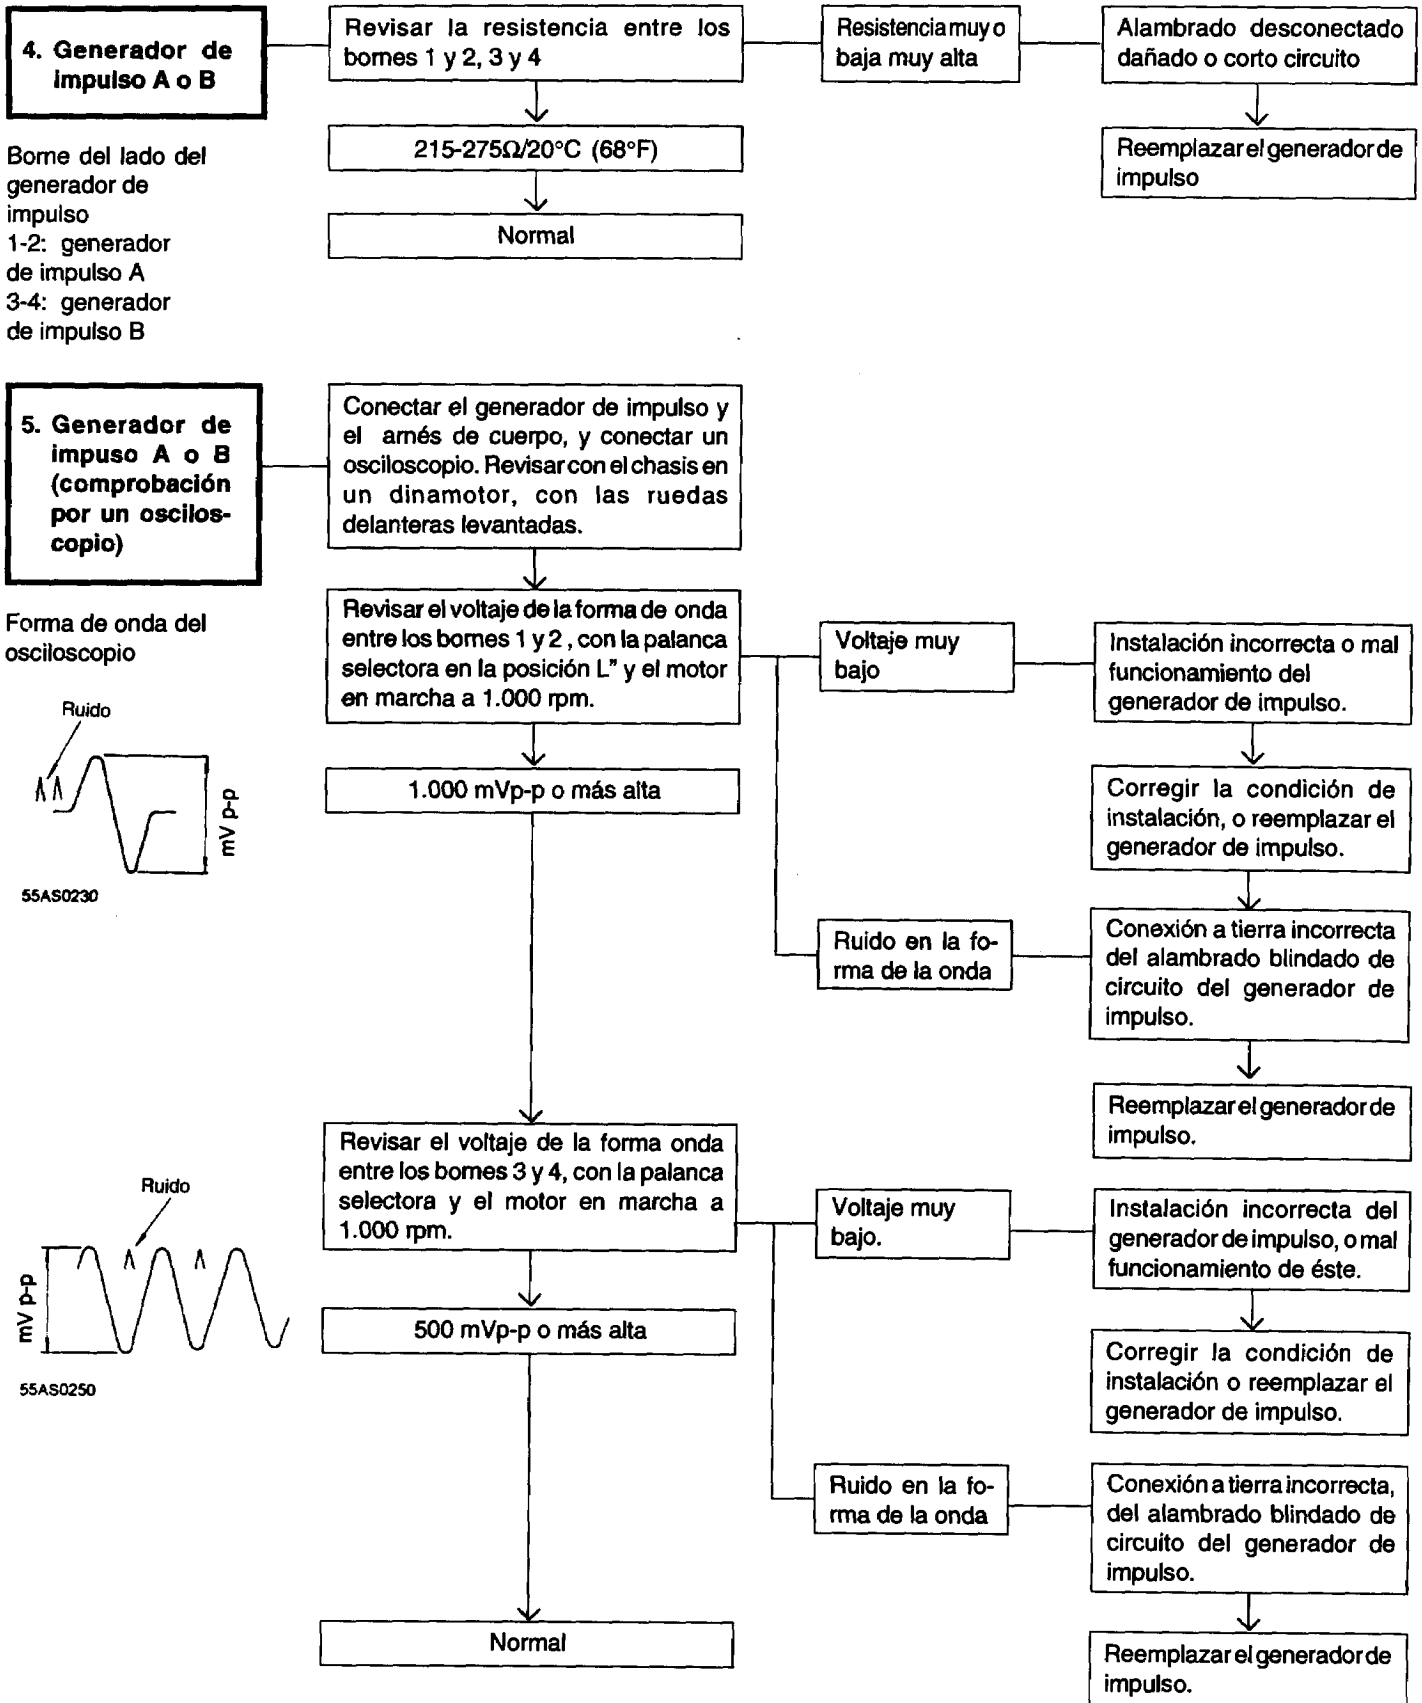 4. Generador de
impulso A o B
Revisar la resistencia entre los
bornes 1 y 2, 3 y 4
Resistencia muy o
baja muy alta
Alambrado desconectado
dañado o corto circuito
215-275Ω/20°C (68°F)
Reemplazar el generador de
impulso
Normal
Borne del lado del
generador de
impulso
1-2: generador
de impulso A
3-4: generador
de impulso B
5. Generador de
impuso A o B
(comprobación
por un oscilos-
copio)
Conectar el generador de impulso y
el arnés de cuerpo, y conectar un
osciloscopio. Revisar con el chasis en
un dinamotor, con las ruedas
delanteras levantadas.
Forma de onda del
osciloscopio
Ruido
mV p-p
55AS0230
Revisar el voltaje de la forma de onda
entre los bornes 1 y 2 , con la palanca
selectora en la posición L" y el motor
en marcha a 1.000 rpm.
Voltaje muy
bajo
Instalación incorrecta o mal
funcionamiento del
generador de impulso.
1.000 mVp-p o más alta
Corregir la condición de
instalación, o reemplazar el
generador de impulso.
Ruido en la fo-
rma de la onda
Conexión a tierra incorrecta
del alambrado blindado de
circuito del generador de
impulso.
Reemplazar el generador de
impulso.
Revisar el voltaje de la forma onda
entre los bornes 3 y 4, con la palanca
selectora y el motor en marcha a
1.000 rpm.
Ruido
mV p-p
55AS0250
Voltaje muy
bajo.
Instalación incorrecta del
generador de impulso, o mal
funcionamiento de éste.
500 mVp-p o más alta
Corregir la condición de
instalación o reemplazar el
generador de impulso.
Ruido en la fo-
rma de la onda
Conexión a tierra incorrecta,
del alambrado blindado de
circuito del generador de
impulso.
Normal
Reemplazar el generador de
impulso.